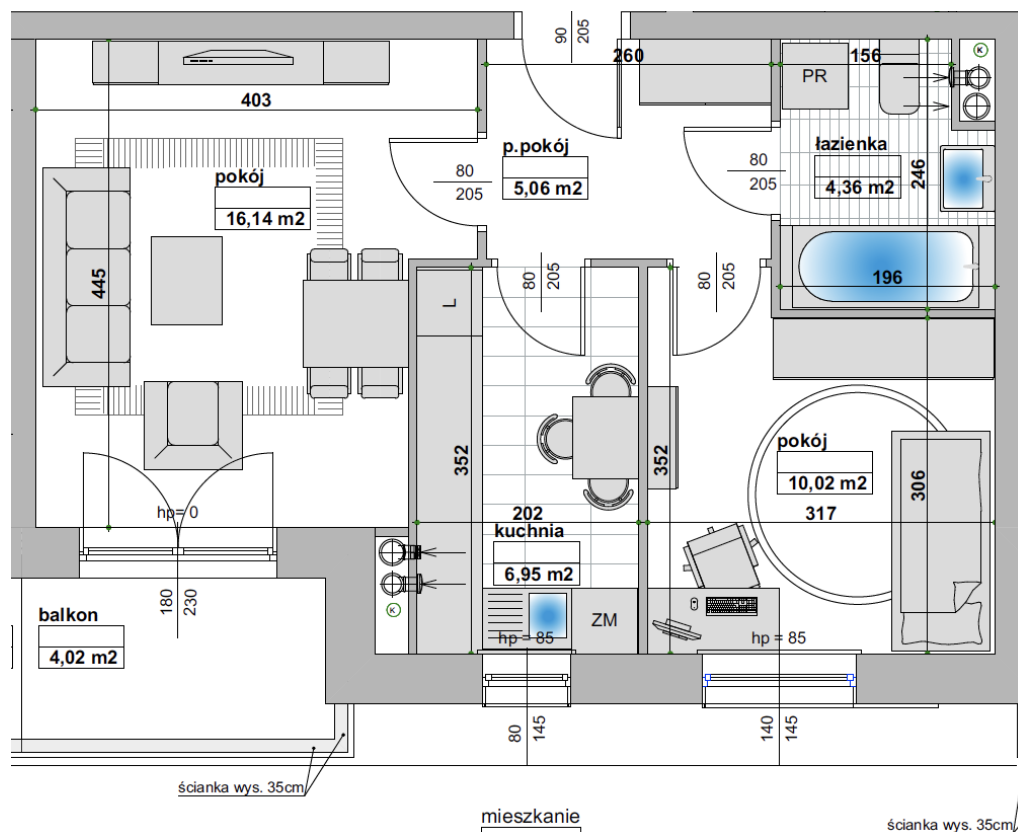 90
205
260
156
K
PR
403
80
205
p.pokój
5,06 m2
80
205
łazienka
4,36 m2
246
pokój
16,14 m2
445
80
205
80
205
196
L
352
352
pokój
10,02 m2
306
hp= 0
202
317
kuchnia
6,95 m2
180
230
K
balkon
4,02 m2
ZM
hp = 85
hp = 85
80
145
140
145
ścianka wys. 35cm
mieszkanie
ścianka wys. 35cm